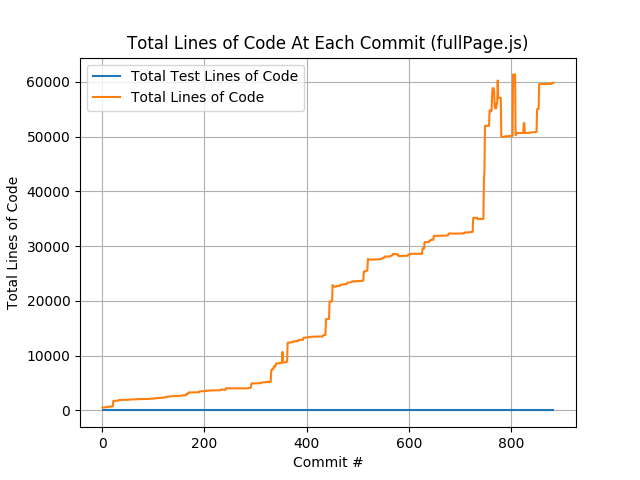 Total Lines of Code At Each Commit (fullPage.js)
Total Test Lines of Code
Total Lines of Code
60000
50000
40000
30000
20000
10000
0
Total Lines of Code
0 200 400 600 800
Commit #